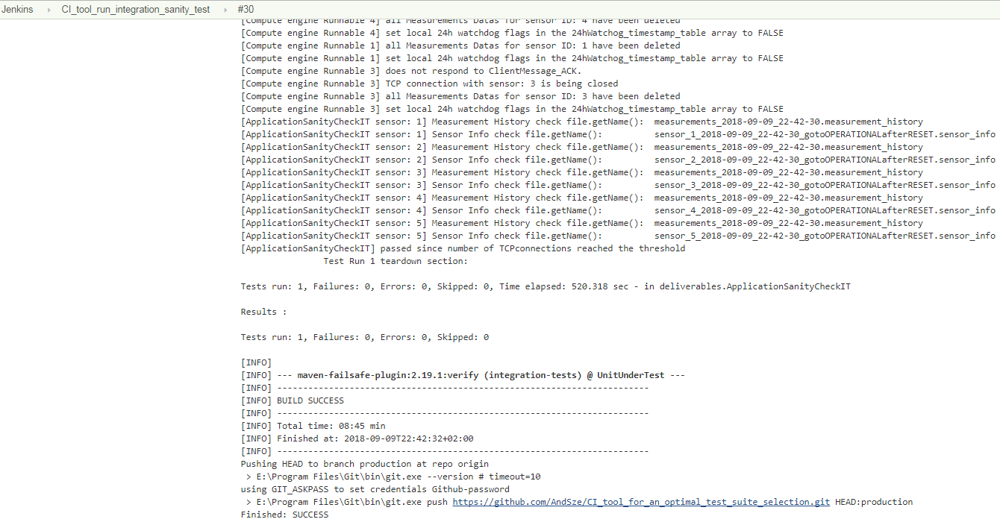 Jenkins › CI_tool_run_integration_sanity_test › #30
[Compute engine Runnable 4] all Measurements Datas for sensor ID: 4 have been deleted
[Compute engine Runnable 4] set local 24h watchdog flags in the 24hWatchog_timestamp_table array to FALSE
[Compute engine Runnable 1] all Measurements Datas for sensor ID: 1 have been deleted
[Compute engine Runnable 1] set local 24h watchdog flags in the 24hWatchog_timestamp_table array to FALSE
[Compute engine Runnable 3] does not respond to ClientMessage_ACK.
[Compute engine Runnable 3] TCP connection with sensor: 3 is being closed
[Compute engine Runnable 3] all Measurements Datas for sensor ID: 3 have been deleted
[Compute engine Runnable 3] set local 24h watchdog flags in the 24hWatchog_timestamp_table array to FALSE
[ApplicationSanityCheckIT sensor: 1] Measurement History check file.getName():  measurements_2018-09-09_22-42-30.measurement_history
[ApplicationSanityCheckIT sensor: 1] Sensor Info check file.getName():          sensor_1_2018-09-09_22-42-30_gotoOPERATIONALafterRESET.sensor_info
[ApplicationSanityCheckIT sensor: 2] Measurement History check file.getName():  measurements_2018-09-09_22-42-30.measurement_history
[ApplicationSanityCheckIT sensor: 2] Sensor Info check file.getName():          sensor_2_2018-09-09_22-42-30_gotoOPERATIONALafterRESET.sensor_info
[ApplicationSanityCheckIT sensor: 3] Measurement History check file.getName():  measurements_2018-09-09_22-42-30.measurement_history
[ApplicationSanityCheckIT sensor: 3] Sensor Info check file.getName():          sensor_3_2018-09-09_22-42-30_gotoOPERATIONALafterRESET.sensor_info
[ApplicationSanityCheckIT sensor: 4] Measurement History check file.getName():  measurements_2018-09-09_22-42-30.measurement_history
[ApplicationSanityCheckIT sensor: 4] Sensor Info check file.getName():          sensor_4_2018-09-09_22-42-30_gotoOPERATIONALafterRESET.sensor_info
[ApplicationSanityCheckIT sensor: 5] Measurement History check file.getName():  measurements_2018-09-09_22-42-30.measurement_history
[ApplicationSanityCheckIT sensor: 5] Sensor Info check file.getName():          sensor_5_2018-09-09_22-42-30_gotoOPERATIONALafterRESET.sensor_info
[ApplicationSanityCheckIT] passed since number of TCPconnections reached the threshold
Test Run 1 teardown section:
Tests run: 1, Failures: 0, Errors: 0, Skipped: 0, Time elapsed: 520.318 sec - in deliverables.ApplicationSanityCheckIT
Results :
Tests run: 1, Failures: 0, Errors: 0, Skipped: 0
[INFO]
[INFO] --- maven-failsafe-plugin:2.19.1:verify (integration-tests) @ UnitUnderTest ---
[INFO] ------------------------------------------------------------------------
[INFO] BUILD SUCCESS
[INFO] ------------------------------------------------------------------------
[INFO] Total time: 08:45 min
[INFO] Finished at: 2018-09-09T22:42:32+02:00
[INFO] ------------------------------------------------------------------------
Pushing HEAD to branch production at repo origin
> E:\Program Files\Git\bin\git.exe --version # timeout=10
using GIT_ASKPASS to set credentials Github-password
> E:\Program Files\Git\bin\git.exe push https://github.com/AndSze/CI_tool_for_an_optimal_test_suite_selection.git HEAD:production
Finished: SUCCESS